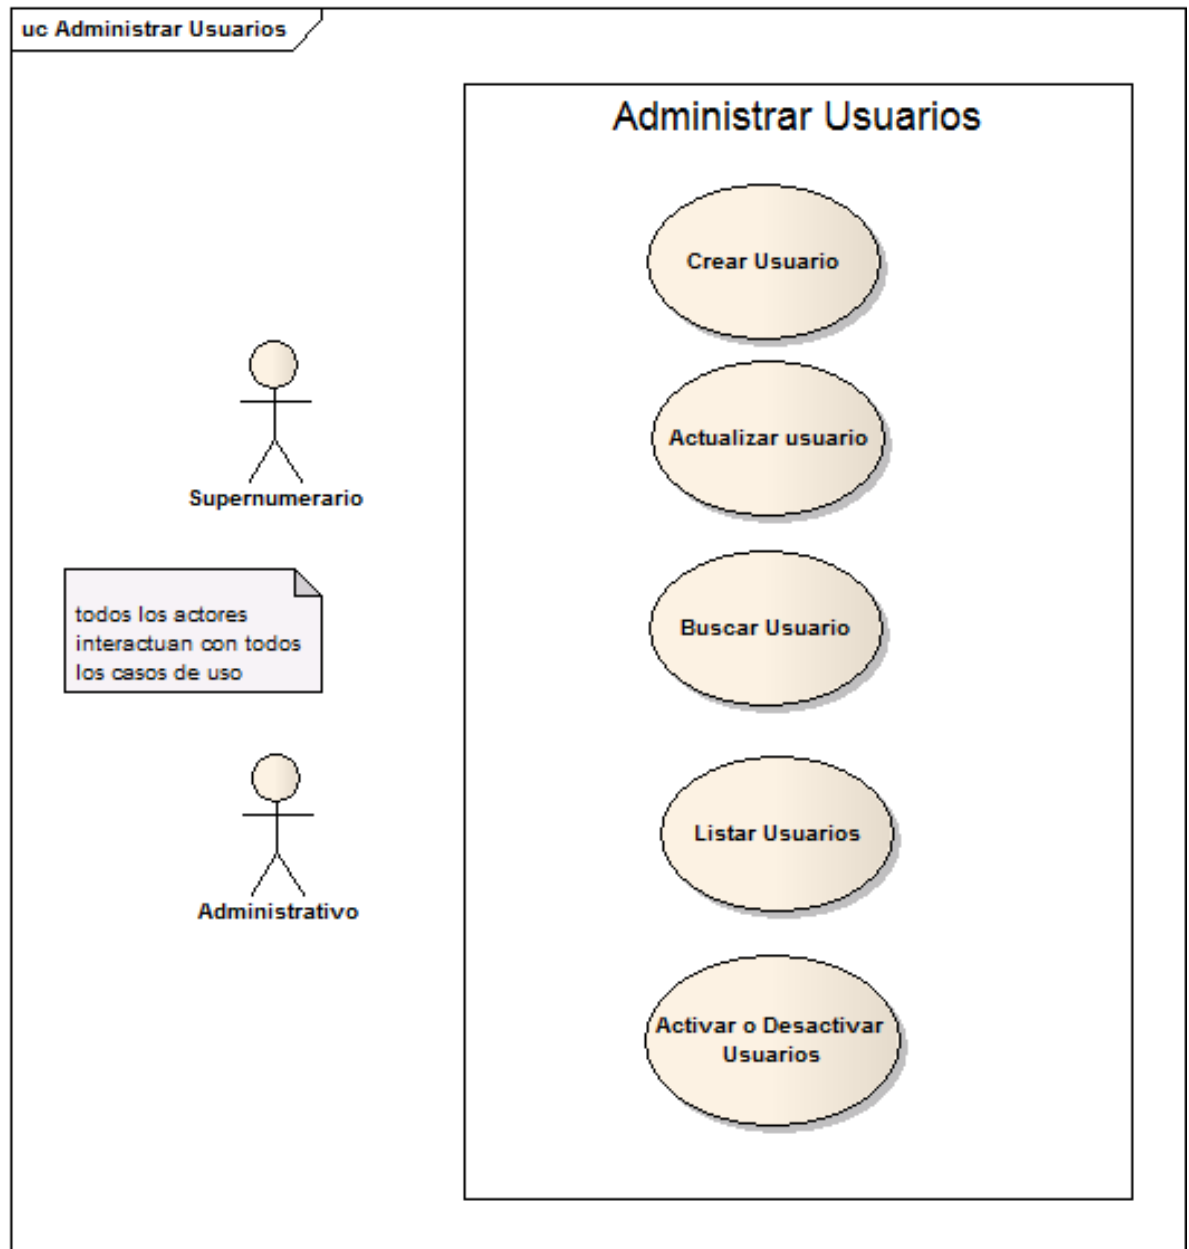 uc Administrar Usuarios
Administrar Usuarios
Crear Usuario
Actualizar usuario
Supernumerario
todos los actores
interactuan con todos
los casos de uso
Buscar Usuario
Listar Usuarios
Administrativo
Activar o Desactivar
Usuarios